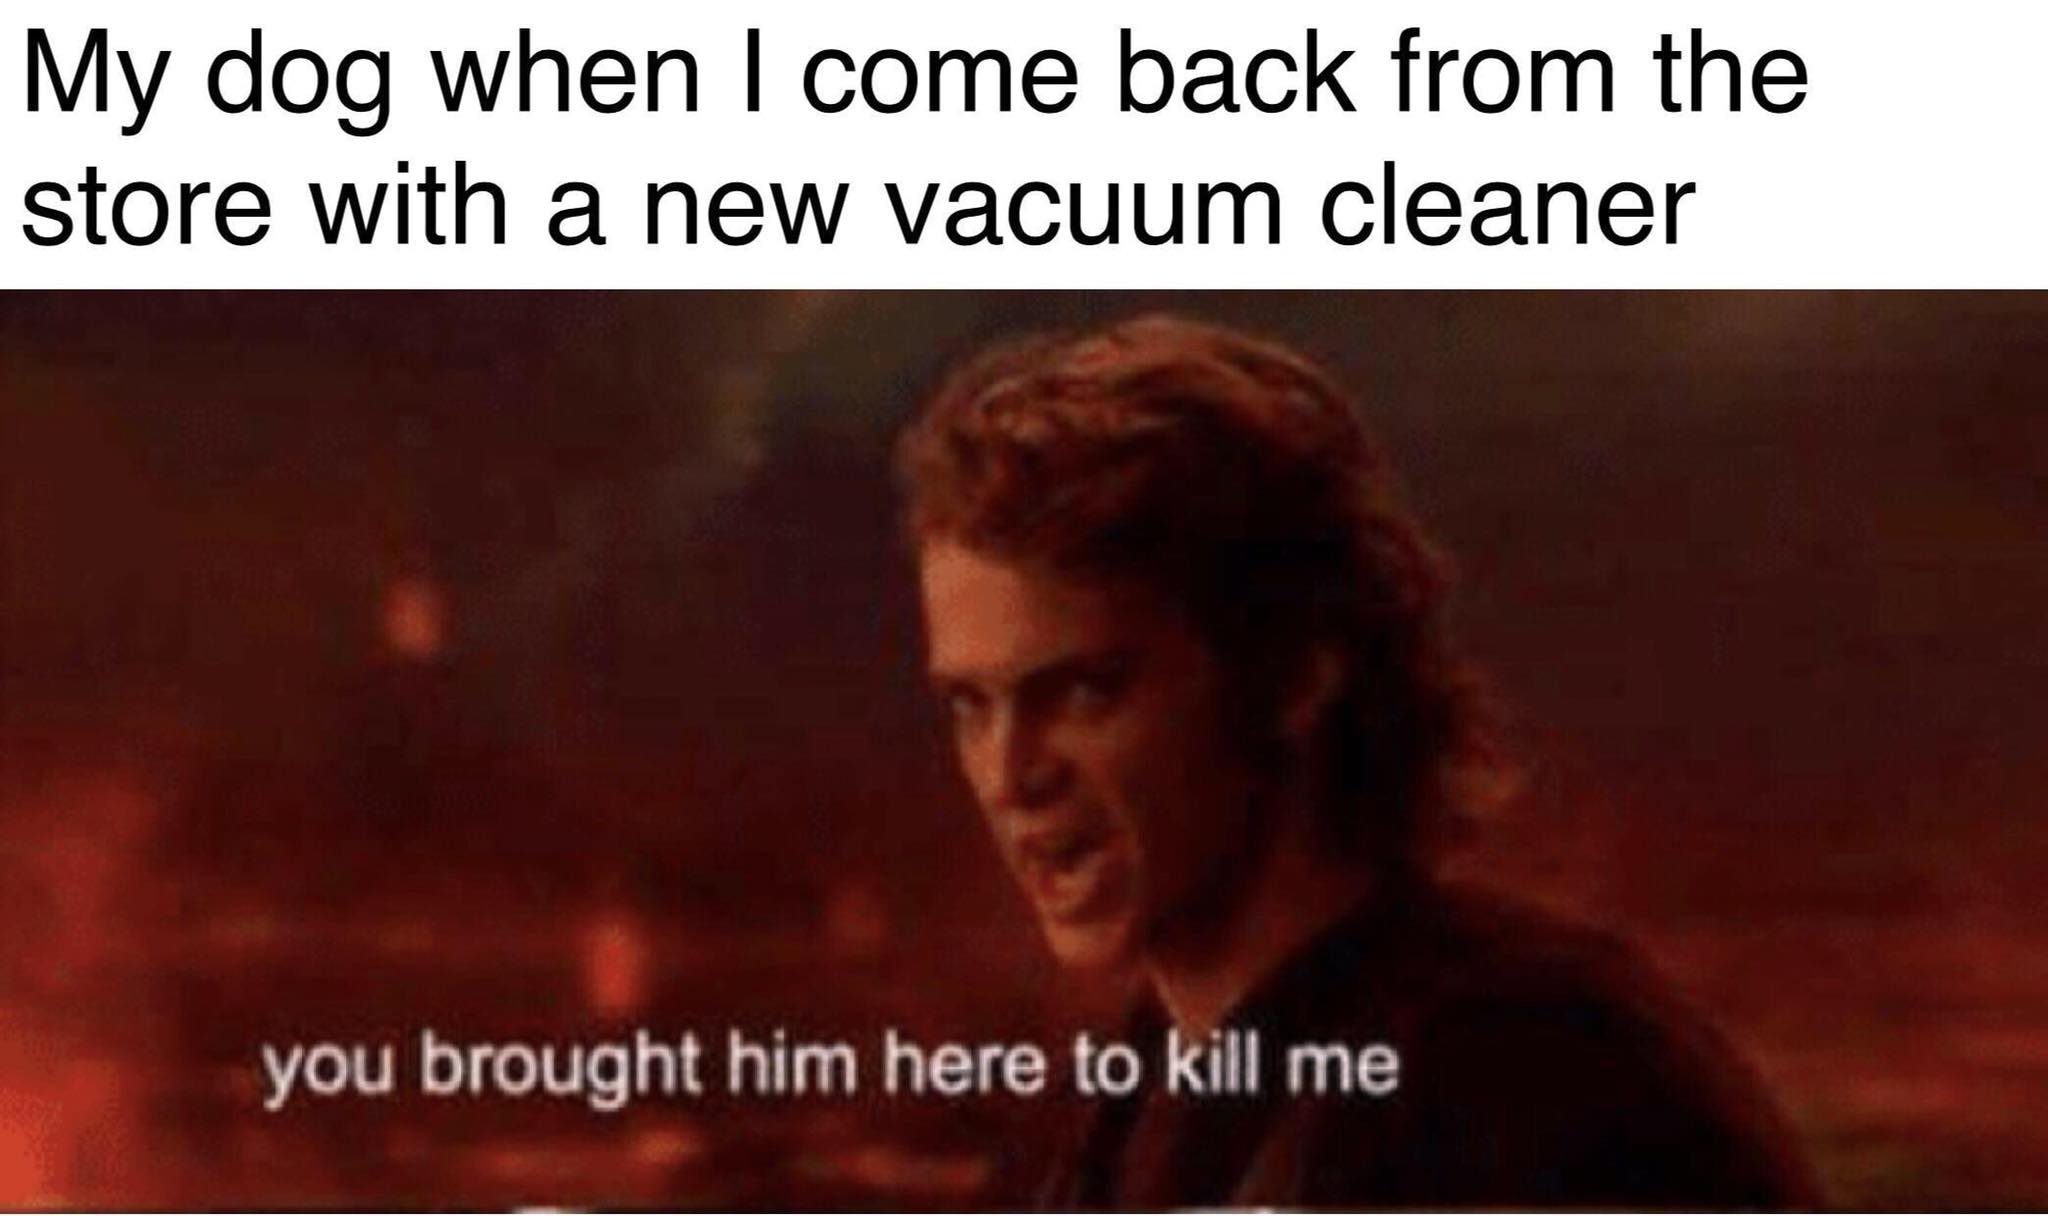 My dog when I come back from the
store with a new vacuum cleaner
you brought him here to kill me